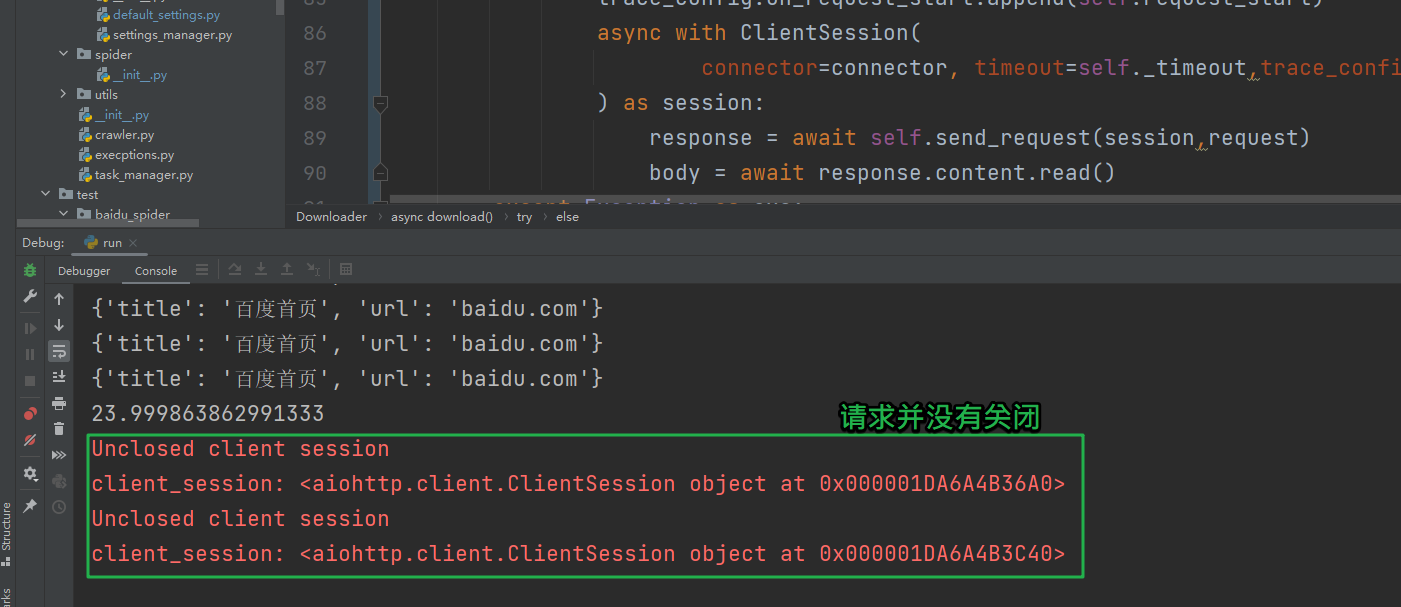 default_settings.py
settings_manager.py
spider
__init__.py
utils
__init__.py
crawler.py
execptions.py
task_manager.py
test
baidu_spider
trace_config.on_request_start.append(self.request_start)
86 async with ClientSession(
87 connector=connector, timeout=self._timeout,trace_confi
88 ) as session:
89 response = await self.send_request(session,request)
90 body = await response.content.read()
Downloader > async download() > try > else
Debug: run
Debugger Console
{'title': '百度首页', 'url': 'baidu.com'}
{'title': '百度首页', 'url': 'baidu.com'}
{'title': '百度首页', 'url': 'baidu.com'}
23.999863862991333
请求并没有关闭
Unclosed client session
client_session: <aiohttp.client.ClientSession object at 0x000001DA6A4B36A0>
Unclosed client session
client_session: <aiohttp.client.ClientSession object at 0x000001DA6A4B3C40>
Structure